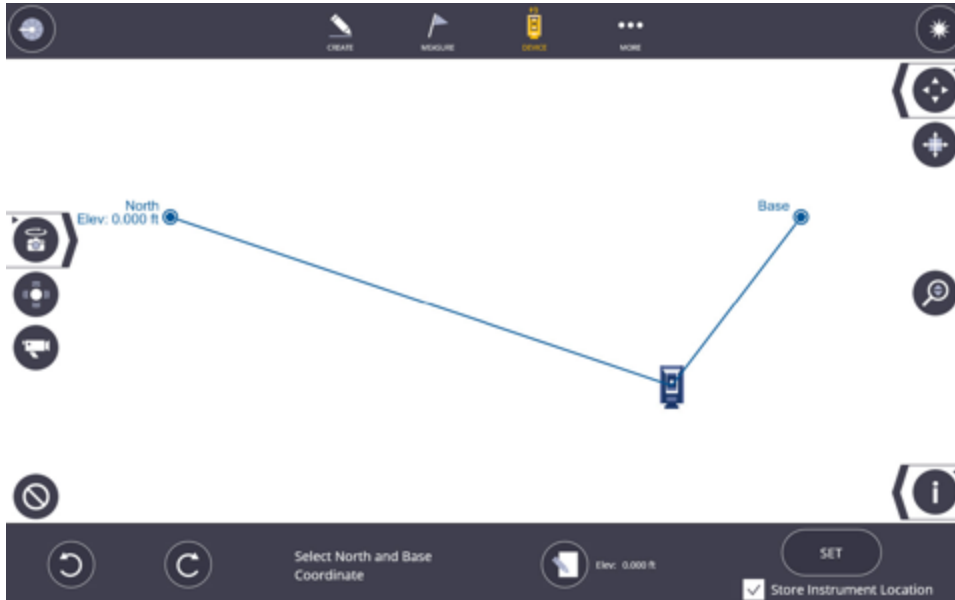 CREATE
MEASURE
DEVICE
MORE
North
Elev: 0.000 ft
Base
i
Select North and Base
Coordinate
Elev: 0.000 ft
SET
Store Instrument Location